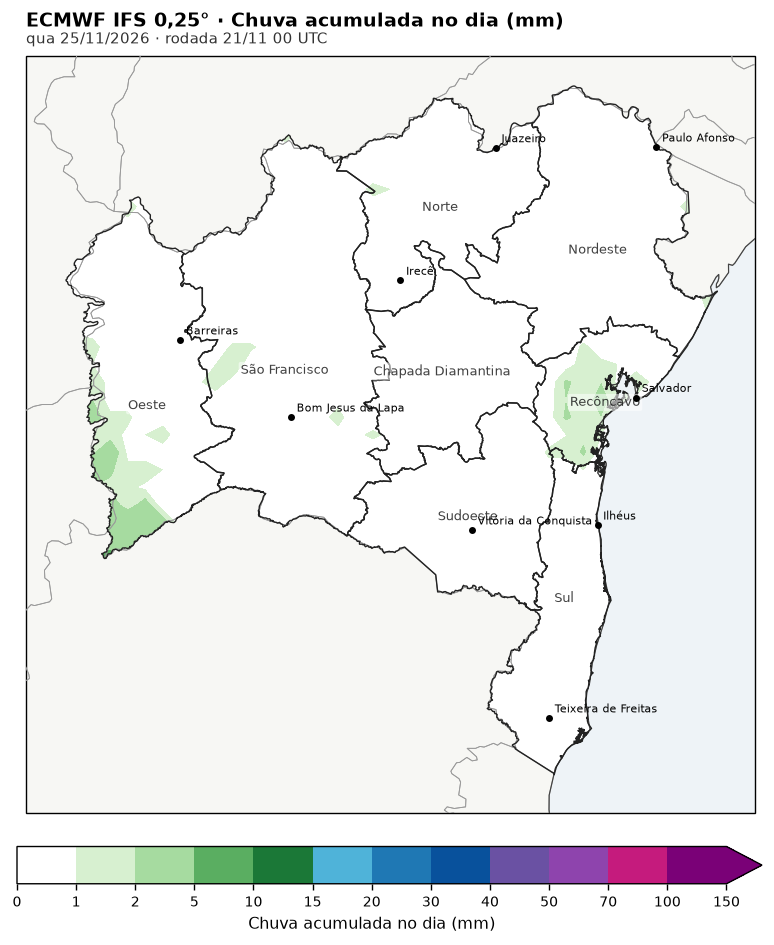 ECMWF IFS 0,25° · Chuva acumulada no dia (mm)
qua 25/11/2026 · rodada 21/11 00 UTC
Juazeiro
Paulo Afonso
Norte
Nordeste
Irecê
Barreiras
São Francisco
Chapada Diamantina
Salvador
Recôncavo
Oeste
Bom Jesus da Lapa
Sudoeste
Vitória da Conquista
Ilhéus
Sul
Teixeira de Freitas
0 1 2 5 10 15 20 30 40 50 70 100 150
Chuva acumulada no dia (mm)